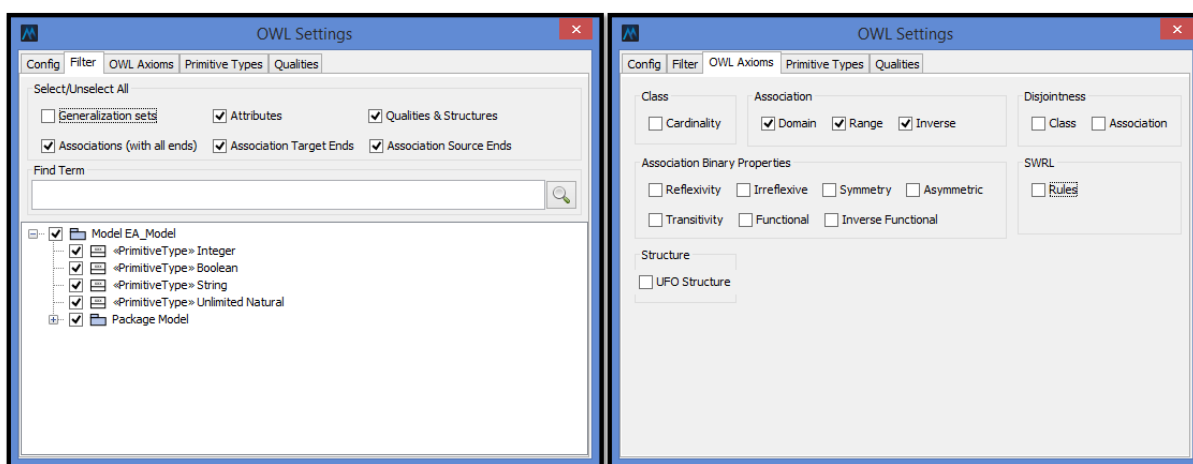 OWL Settings
Config Filter OWL Axioms Primitive Types Qualities
Select/Unselect All
Generalization sets Attributes Qualities & Structures
Associations (with all ends) Association Target Ends Association Source Ends
Find Term
Model EA_Model
«PrimitiveType» Integer
«PrimitiveType» Boolean
«PrimitiveType» String
«PrimitiveType» Unlimited Natural
Package Model
OWL Settings
Config Filter OWL Axioms Primitive Types Qualities
Class Association Disjointness
Cardinality Domain Range Inverse Class Association
Association Binary Properties SWRL
Reflexivity Irreflexive Symmetry Asymmetric Rules
Transitivity Functional Inverse Functional
Structure
UFO Structure